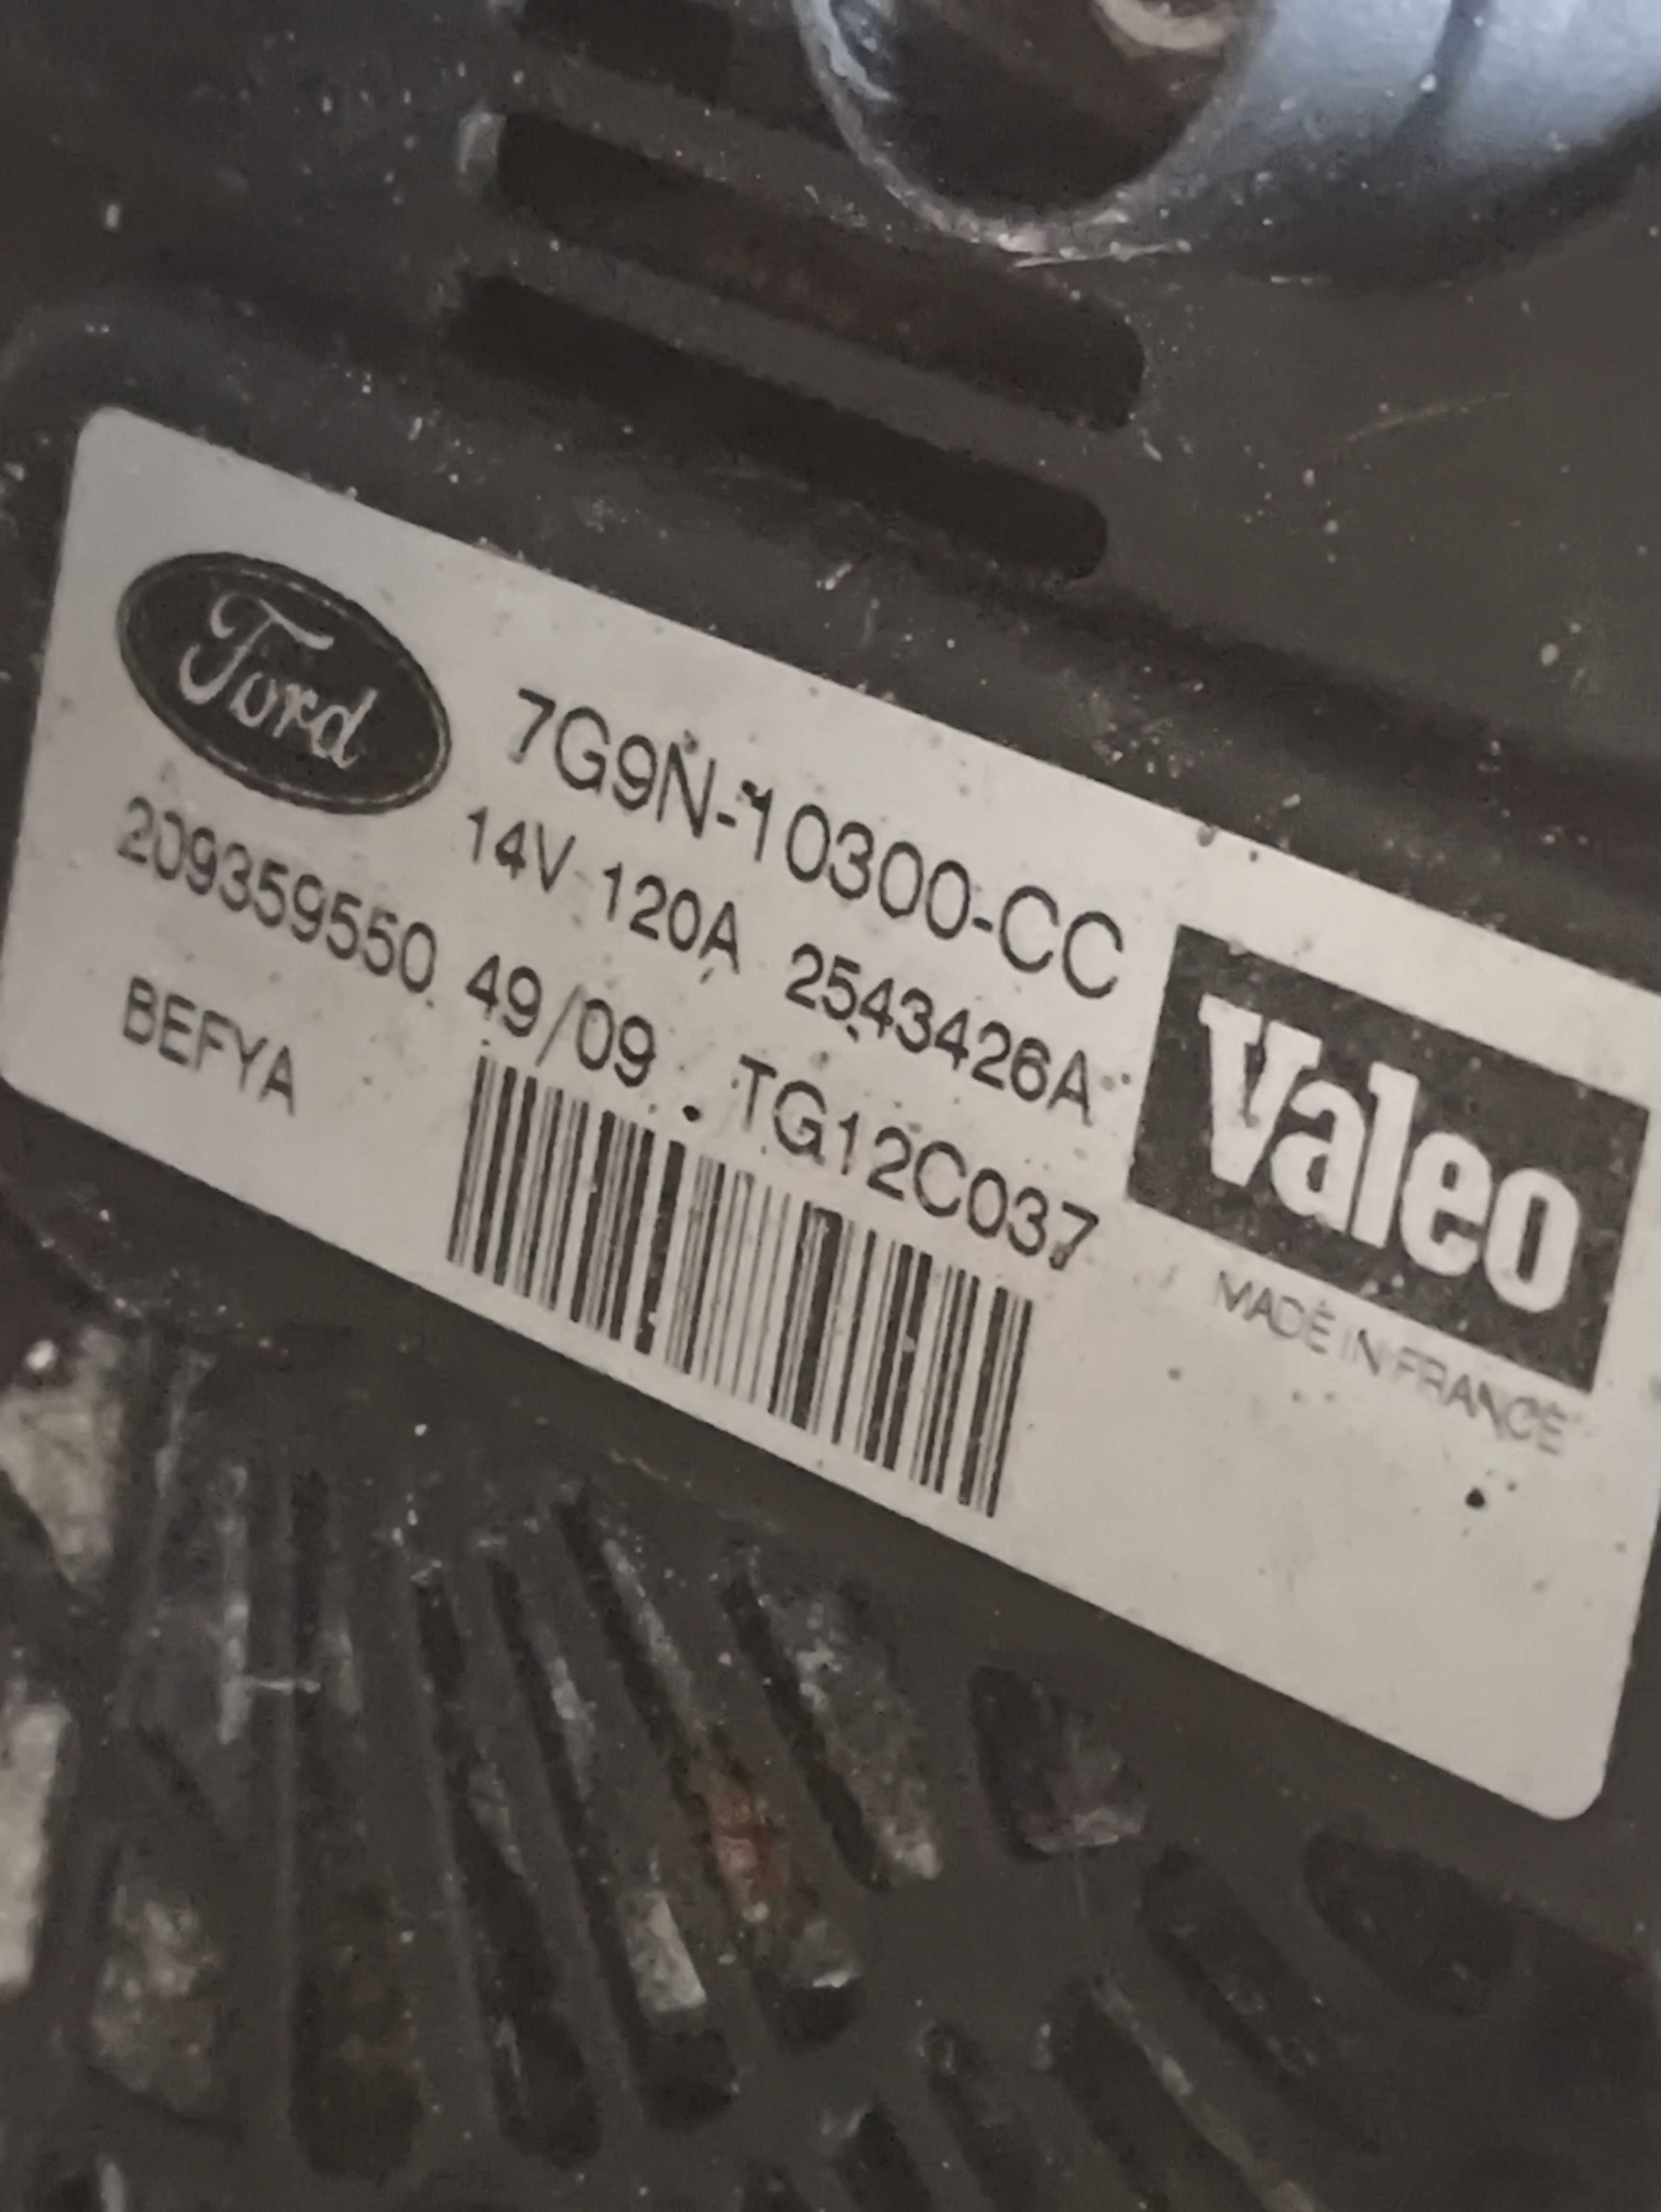 Ford
7G9N-10300-CC
14V 120A 2543426A
209359550 49/09 TG12C037
BEFYA
Valeo
MADE IN FRANCE